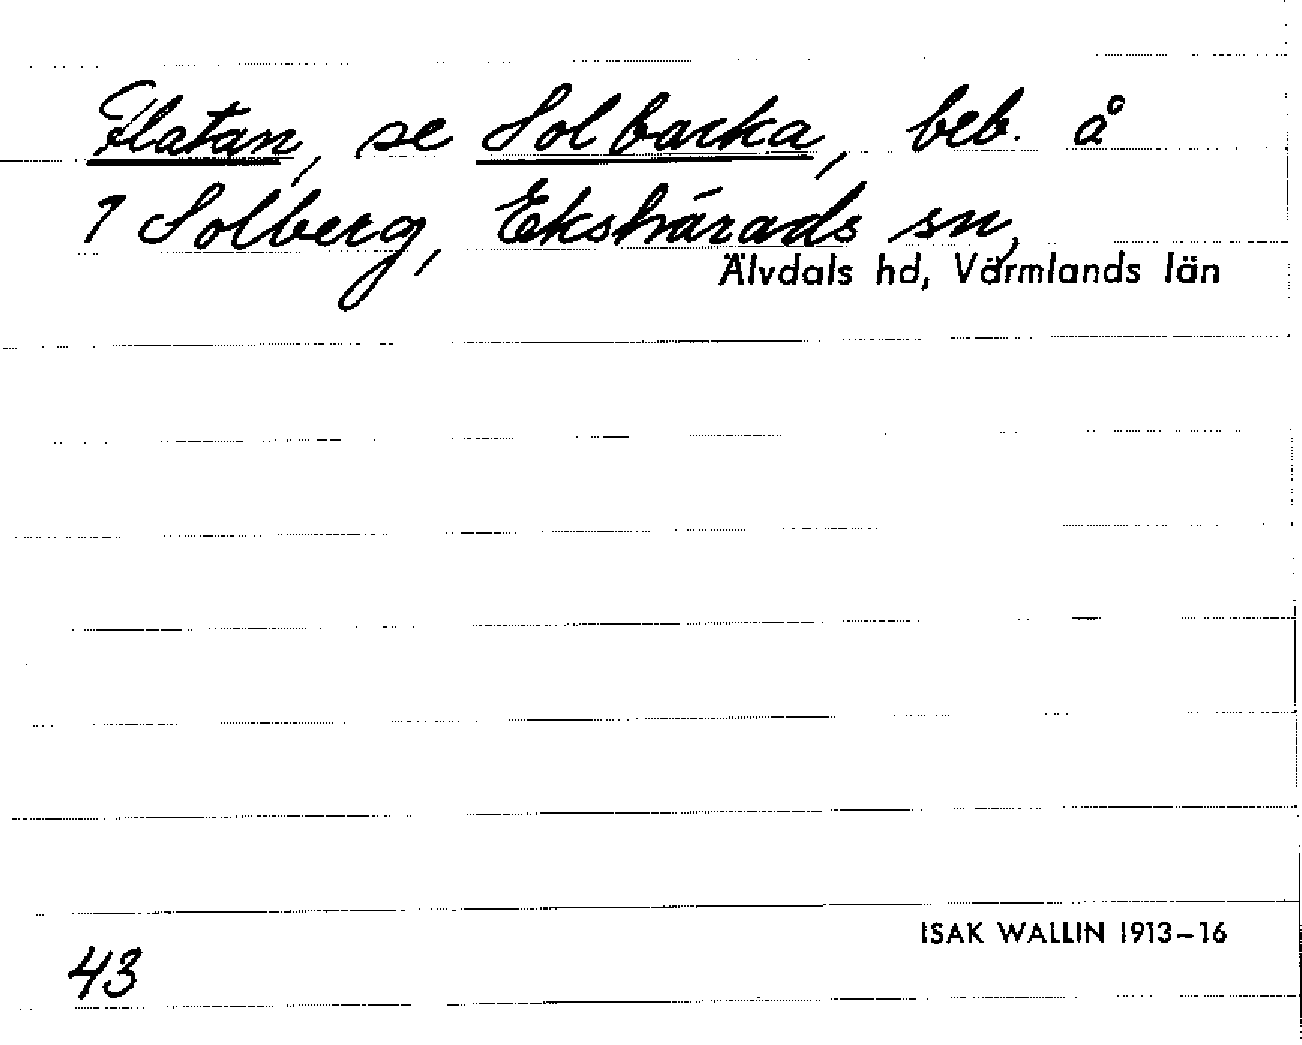 Flatan, se Solbacka, beb. å
1 Solberg, Ekshärads sn,
Älvdals hd, Värmlands län
ISAK WALLIN 1913–16
43